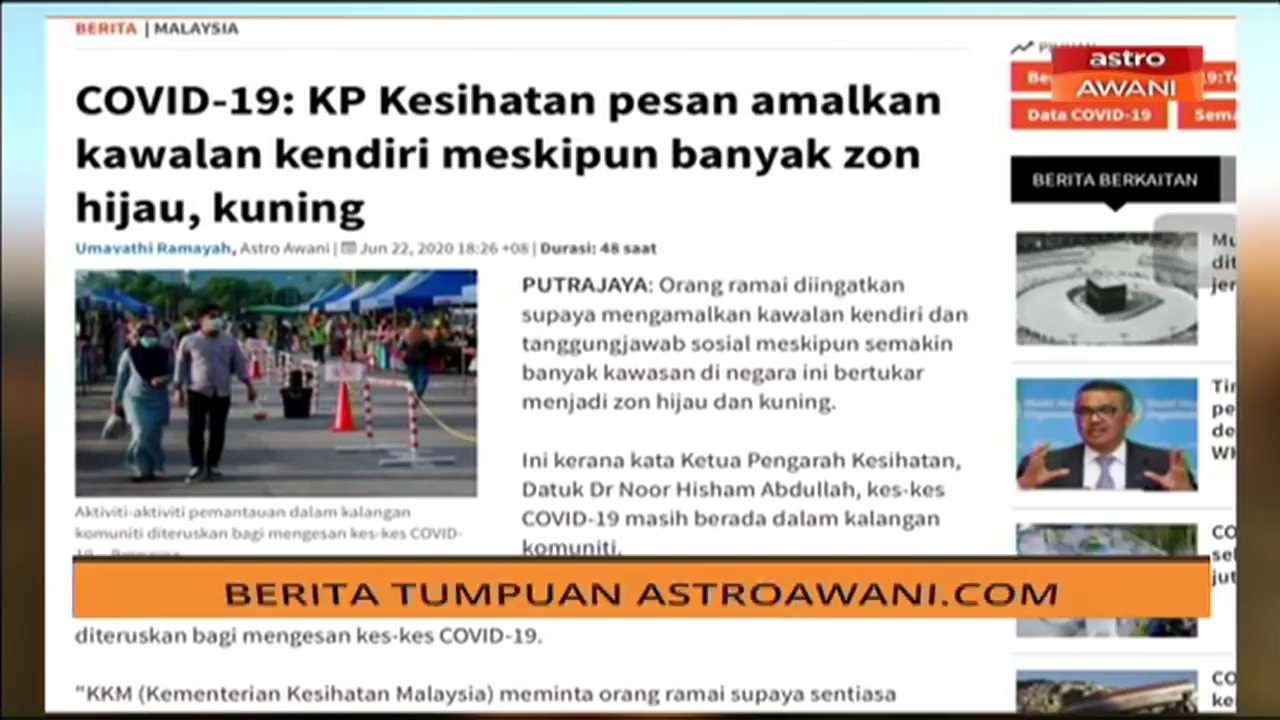 BERITA | MALAYSIA
COVID-19: KP Kesihatan pesan amalkan
kawalan kendiri meskipun banyak zon
hijau, kuning
Umavathi Ramayah, Astro Awani | Jun 22, 2020 18:26 +08 | Durasi: 48 saat
PUTRAJAYA: Orang ramai diingatkan
supaya mengamalkan kawalan kendiri dan
tanggungjawab sosial meskipun semakin
banyak kawasan di negara ini bertukar
menjadi zon hijau dan kuning.
Ini kerana kata Ketua Pengarah Kesihatan,
Datuk Dr Noor Hisham Abdullah, kes-kes
COVID-19 masih berada dalam kalangan
komuniti.
Aktiviti-aktiviti pemantauan dalam kalangan
komuniti diteruskan bagi mengesan kes-kes COVID-
BERITA TUMPUAN ASTROAWANI.COM
diteruskan bagi mengesan kes-kes COVID-19.
"KKM (Kementerian Kesihatan Malaysia) meminta orang ramai supaya sentiasa
astro
AWANI
Data COVID-19
BERITA BERKAITAN